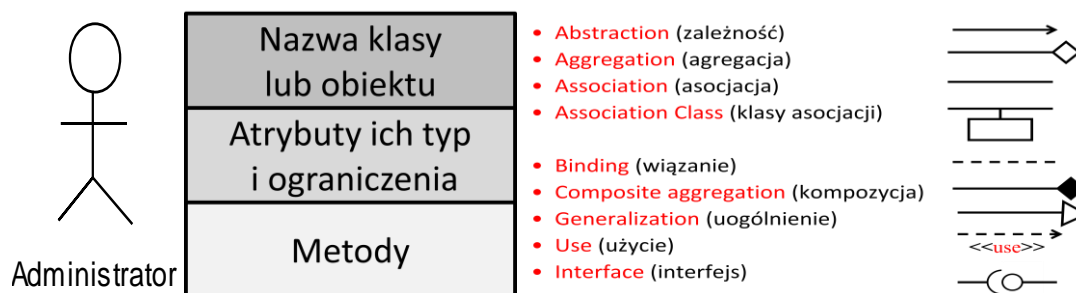 Nazwa klasy
lub obiektu
Atrybuty ich typ
i ograniczenia
Metody
Administrator
• Abstraction (zależność)
• Aggregation (agregacja)
• Association (asocjacja)
• Association Class (klasy asocjacji)
• Binding (wiązanie)
• Composite aggregation (kompozycja)
• Generalization (uogólnienie)
• Use (użycie)
• Interface (interfejs)
<<use>>